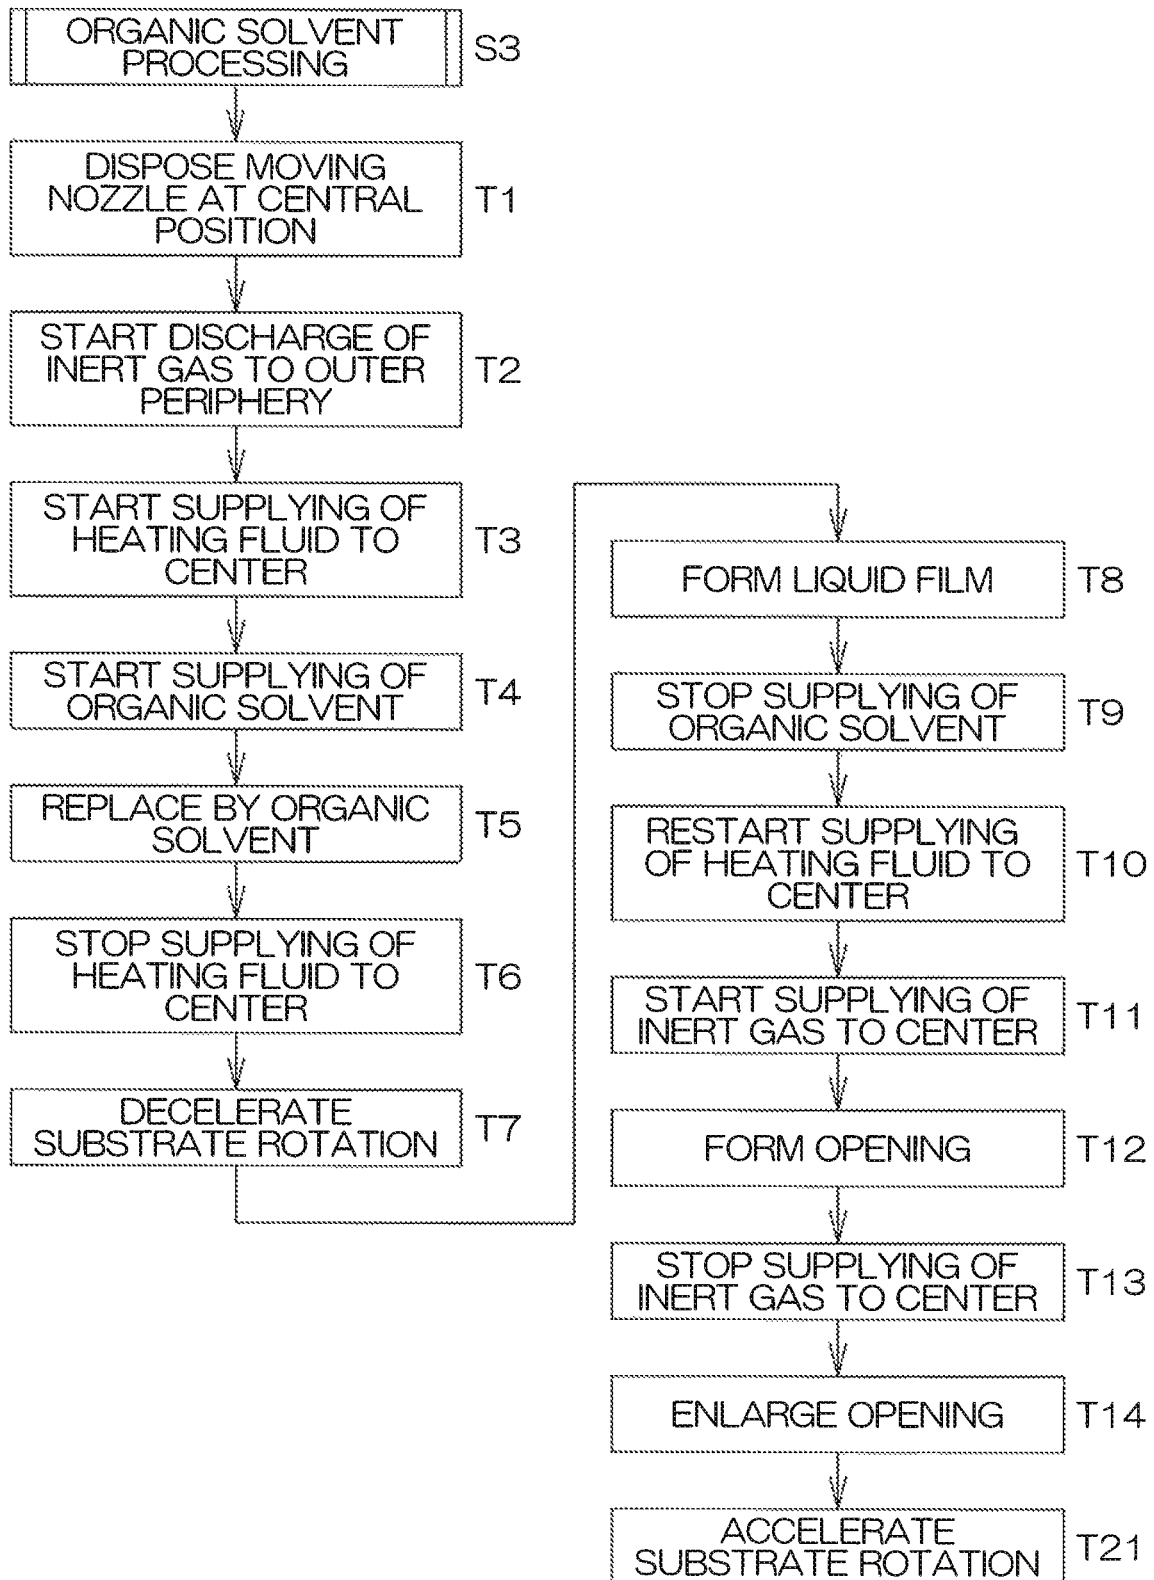 ORGANIC SOLVENT
PROCESSING
S3
DISPOSE MOVING
NOZZLE AT CENTRAL
POSITION
T1
START DISCHARGE OF
INERT GAS TO OUTER
PERIPHERY
T2
START SUPPLYING OF
HEATING FLUID TO
CENTER
T3
START SUPPLYING OF
ORGANIC SOLVENT
T4
REPLACE BY ORGANIC
SOLVENT
T5
STOP SUPPLYING OF
HEATING FLUID TO
CENTER
T6
DECELERATE
SUBSTRATE ROTATION
T7
FORM LIQUID FILM
T8
STOP SUPPLYING OF
ORGANIC SOLVENT
T9
RESTART SUPPLYING
OF HEATING FLUID TO
CENTER
T10
START SUPPLYING OF
INERT GAS TO CENTER
T11
FORM OPENING
T12
STOP SUPPLYING OF
INERT GAS TO CENTER
T13
ENLARGE OPENING
T14
ACCELERATE
SUBSTRATE ROTATION
T21